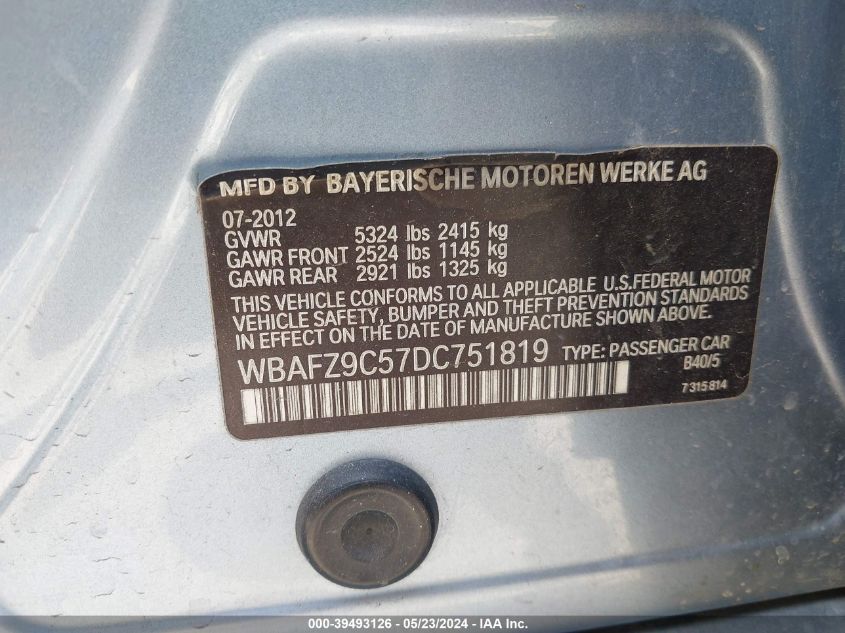 MFD BY BAYERISCHE MOTOREN WERKE AG
07-2012
GVWR 5324 lbs 2415 kg
GAWR FRONT 2524 lbs 1145 kg
GAWR REAR 2921 lbs 1325 kg
THIS VEHICLE CONFORMS TO ALL APPLICABLE U.S.FEDERAL MOTOR
VEHICLE SAFETY, BUMPER AND THEFT PREVENTION STANDARDS
IN EFFECT ON THE DATE OF MANUFACTURE SHOWN ABOVE.
WBAFZ9C57DC751819 TYPE: PASSENGER CAR
B40/5
7 315 814
000-39493126 - 05/23/2024 - IAA Inc.